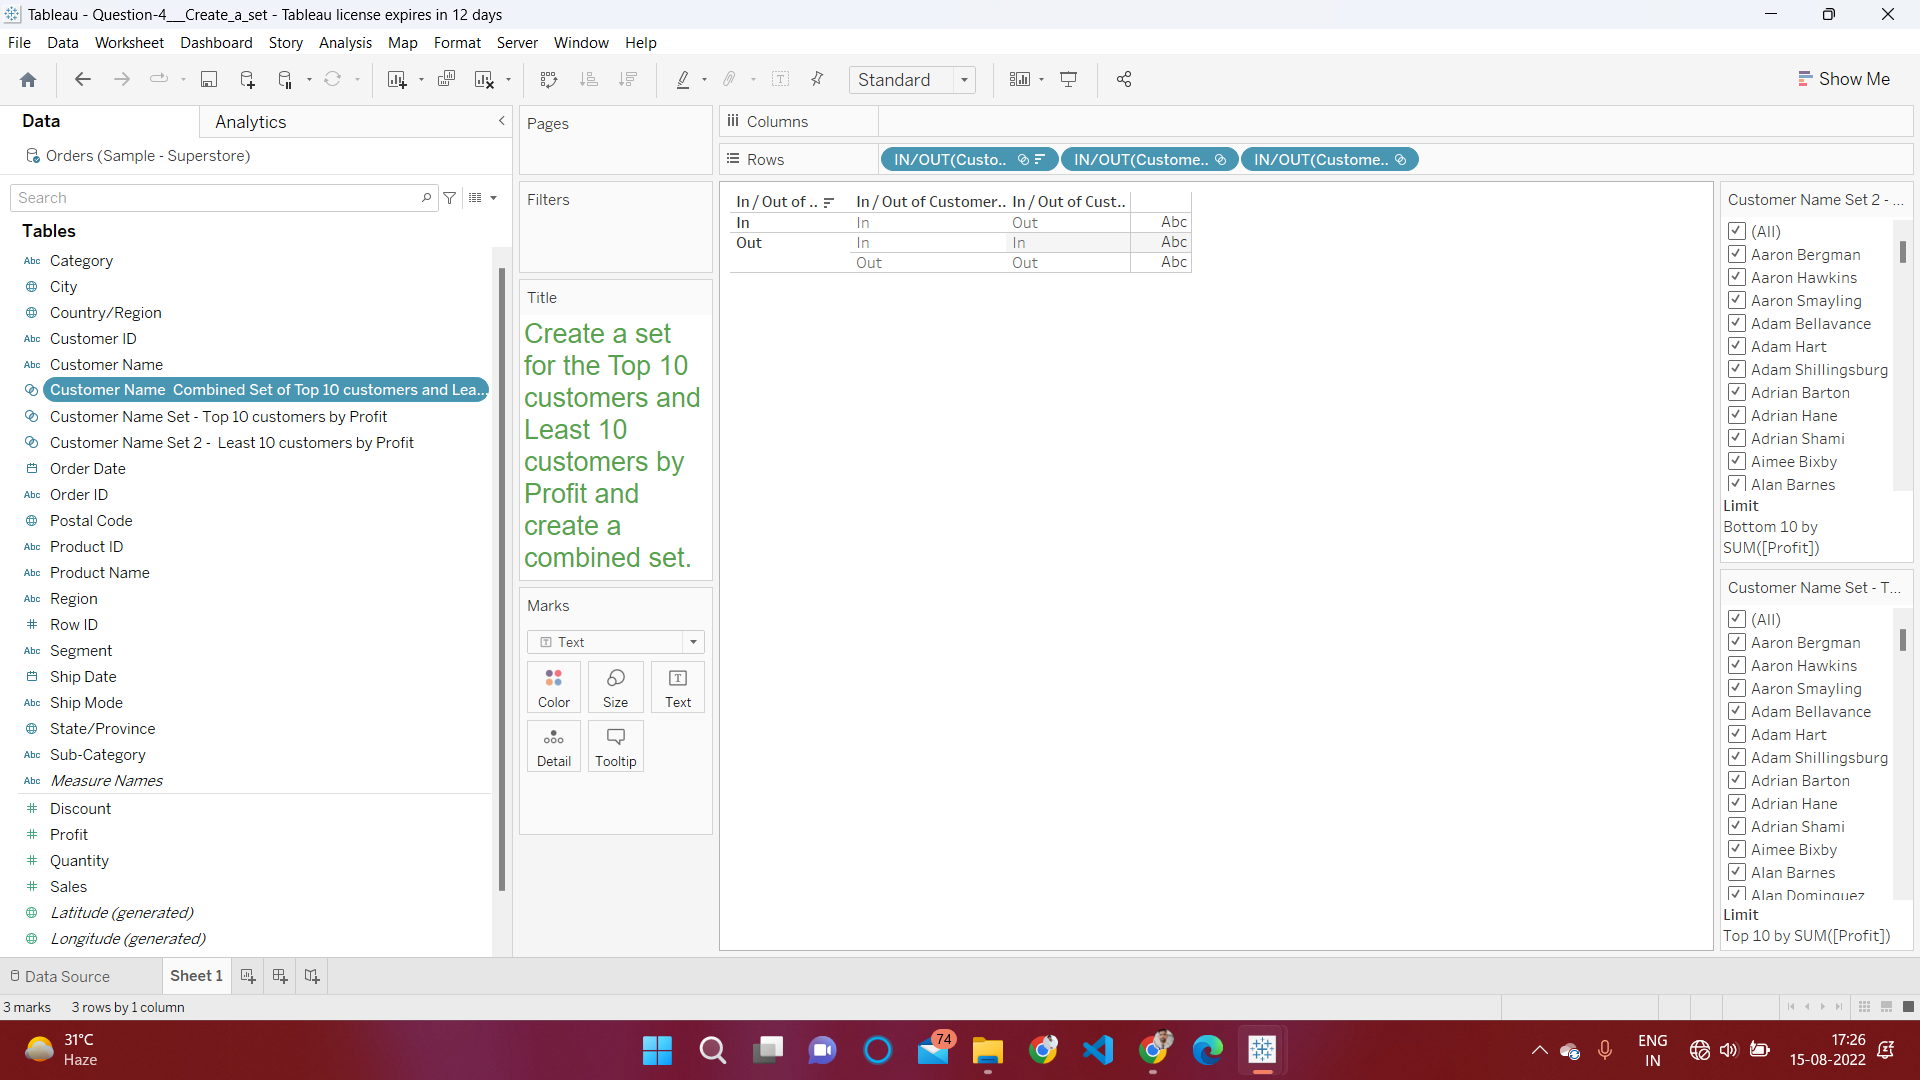 Tableau - Question-4___Create_a_set - Tableau license expires in 12 days
File Data Worksheet Dashboard Story Analysis Map Format Server Window Help
Standard
Show Me
Data
Analytics
Orders (Sample - Superstore)
Search
Tables
Abc Category
City
Country/Region
Abc Customer ID
Abc Customer Name
Customer Name Combined Set of Top 10 customers and Lea...
Customer Name Set - Top 10 customers by Profit
Customer Name Set 2 - Least 10 customers by Profit
Order Date
Abc Order ID
Postal Code
Abc Product ID
Abc Product Name
Abc Region
# Row ID
Abc Segment
Ship Date
Abc Ship Mode
State/Province
Abc Sub-Category
Abc Measure Names
# Discount
# Profit
# Quantity
# Sales
Latitude (generated)
Longitude (generated)
Pages
Filters
Title
Create a set
for the Top 10
customers and
Least 10
customers by
Profit and
create a
combined set.
Marks
Text
Color Size Text
Detail Tooltip
Columns
Rows IN/OUT(Custo.. IN/OUT(Custome.. IN/OUT(Custome..
In / Out of .. In / Out of Customer.. In / Out of Cust..
In In Out Abc
Out In In Abc
Out Out Abc
Customer Name Set 2 - ...
(All)
Aaron Bergman
Aaron Hawkins
Aaron Smayling
Adam Bellavance
Adam Hart
Adam Shillingsburg
Adrian Barton
Adrian Hane
Adrian Shami
Aimee Bixby
Alan Barnes
Limit
Bottom 10 by
SUM([Profit])
Customer Name Set - T...
(All)
Aaron Bergman
Aaron Hawkins
Aaron Smayling
Adam Bellavance
Adam Hart
Adam Shillingsburg
Adrian Barton
Adrian Hane
Adrian Shami
Aimee Bixby
Alan Barnes
Alan Dominguez
Limit
Top 10 by SUM([Profit])
Data Source
Sheet 1
3 marks 3 rows by 1 column
31°C
Haze
74
ENG
IN
17:26
15-08-2022